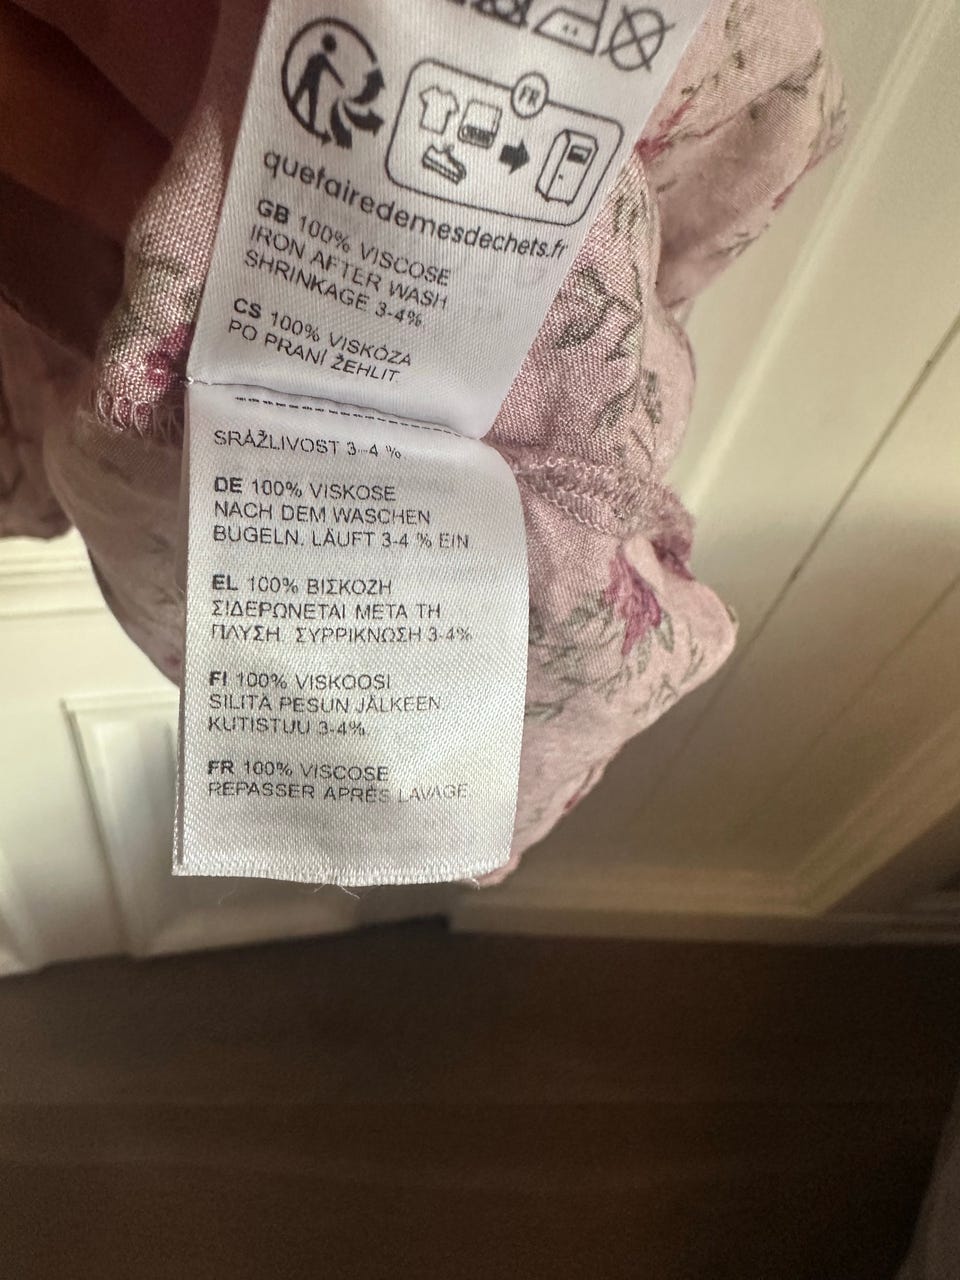 FR
quefairedemesdechets.fr
GB 100% VISCOSE
IRON AFTER WASH
SHRINKAGE 3-4%
CS 100% VISKÓZA
PO PRANÍ ŽEHLIT.
SRÁŽLIVOST 3-4 %
DE 100% VISKOSE
NACH DEM WASCHEN
BUGELN. LÄUFT 3-4 % EIN
EL 100% ΒΙΣΚΟΖΗ
ΣΙΔΕΡΩΝΕΤΑΙ ΜΕΤΑ ΤΗ
ΠΛΥΣΗ. ΣΥΡΡΙΚΝΩΣΗ 3-4%
FI 100% VISKOOSI
SILITÄ PESUN JÄLKEEN.
KUTISTUU 3-4%.
FR 100% VISCOSE
REPASSER APRÈS LAVAGE